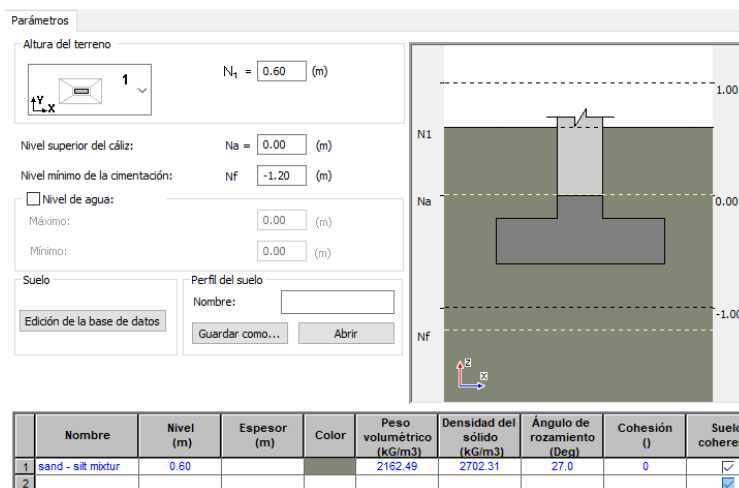 Parámetros
Altura del terreno
1
Y
X
N1 = 0.60 (m)
Nivel superior del cáliz: Na = 0.00 (m)
Nivel mínimo de la cimentación: Nf -1.20 (m)
Nivel de agua:
Máximo: 0.00 (m)
Mínimo: 0.00 (m)
Suelo
Edición de la base de datos
Perfil del suelo
Nombre:
Guardar como... Abrir
1.00
N1
Na
0.00
-1.00
Nf
z
x
Nombre Nivel (m) Espesor (m) Color Peso volumétrico (kG/m3) Densidad del sólido (kG/m3) Ángulo de rozamiento (Deg) Cohesión () Suelo cohere
1 sand - silt mixtur 0.60 2162.49 2702.31 27.0 0
2